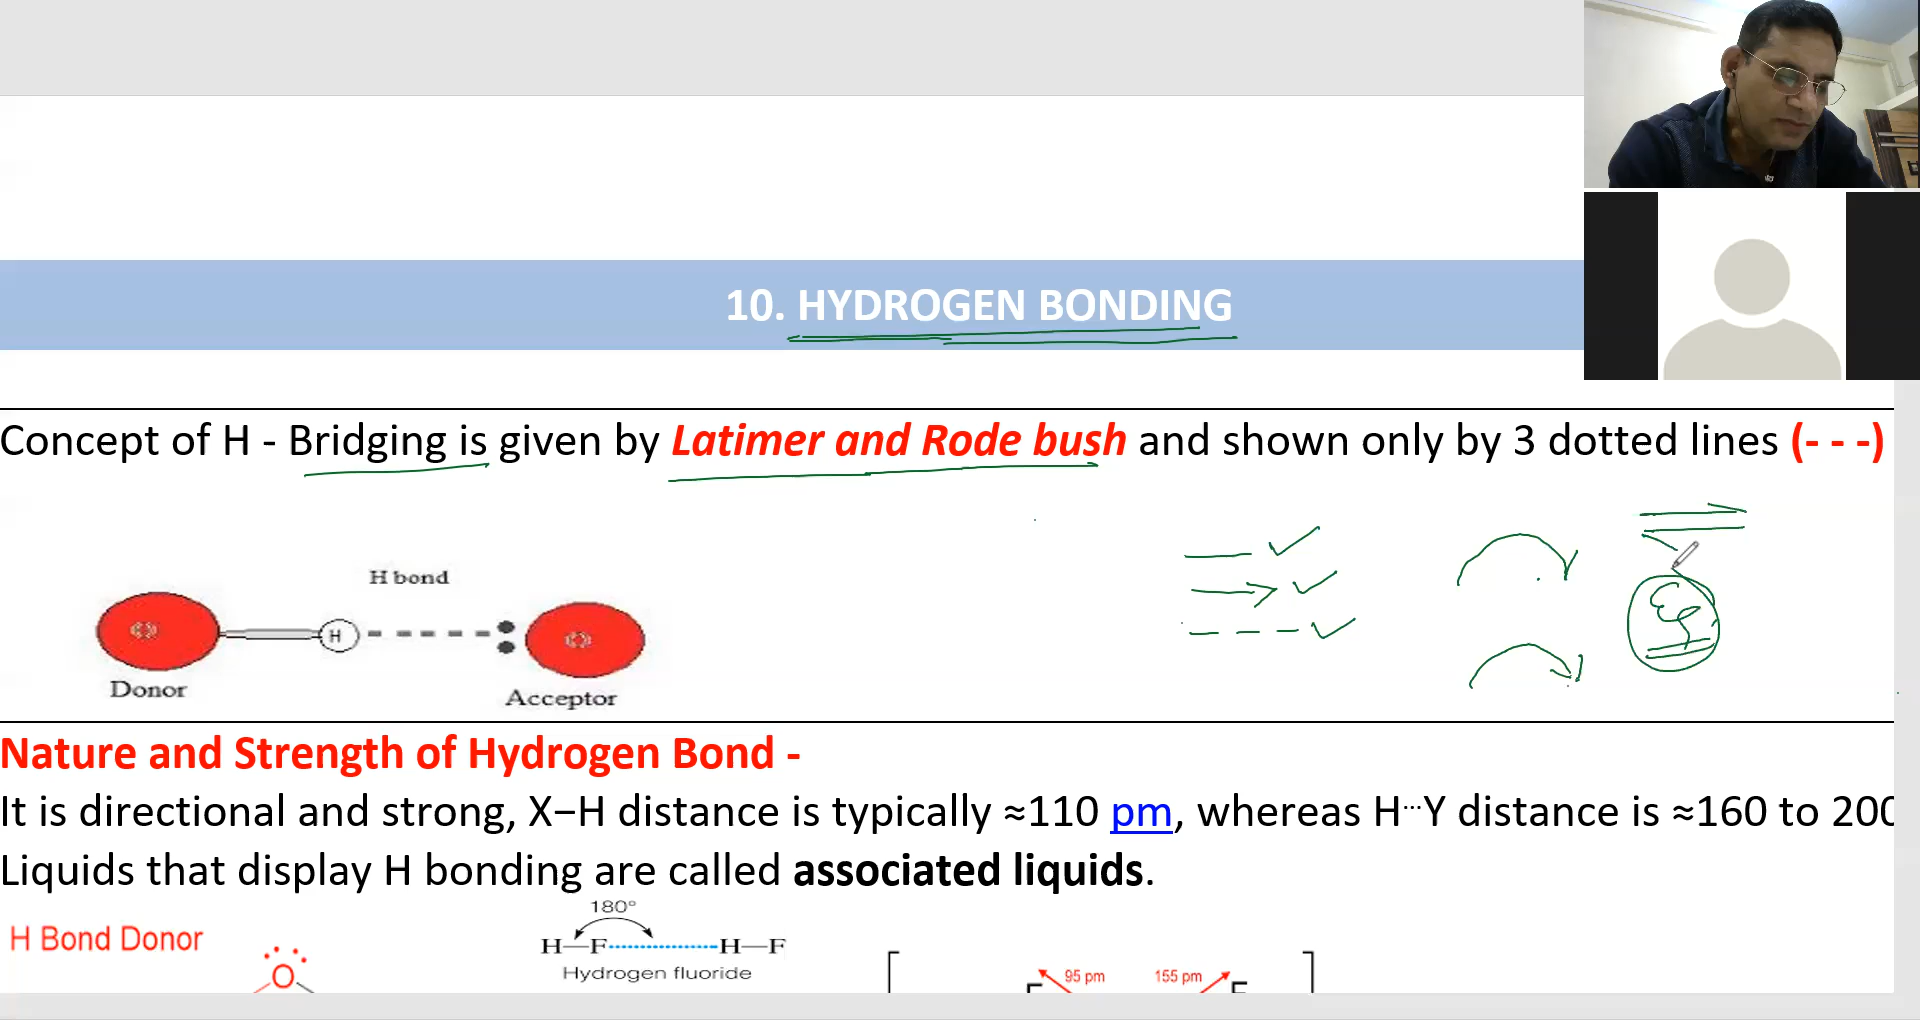 10. HYDROGEN BONDING
Concept of H - Bridging is given by Latimer and Rode bush and shown only by 3 dotted lines (- - -)
H bond
H
Donor
Acceptor
Nature and Strength of Hydrogen Bond -
It is directional and strong, X−H distance is typically ≈110 pm, whereas H···Y distance is ≈160 to 200
Liquids that display H bonding are called associated liquids.
H Bond Donor
O
180°
H—F·········H—F
Hydrogen fluoride
95 pm
155 pm